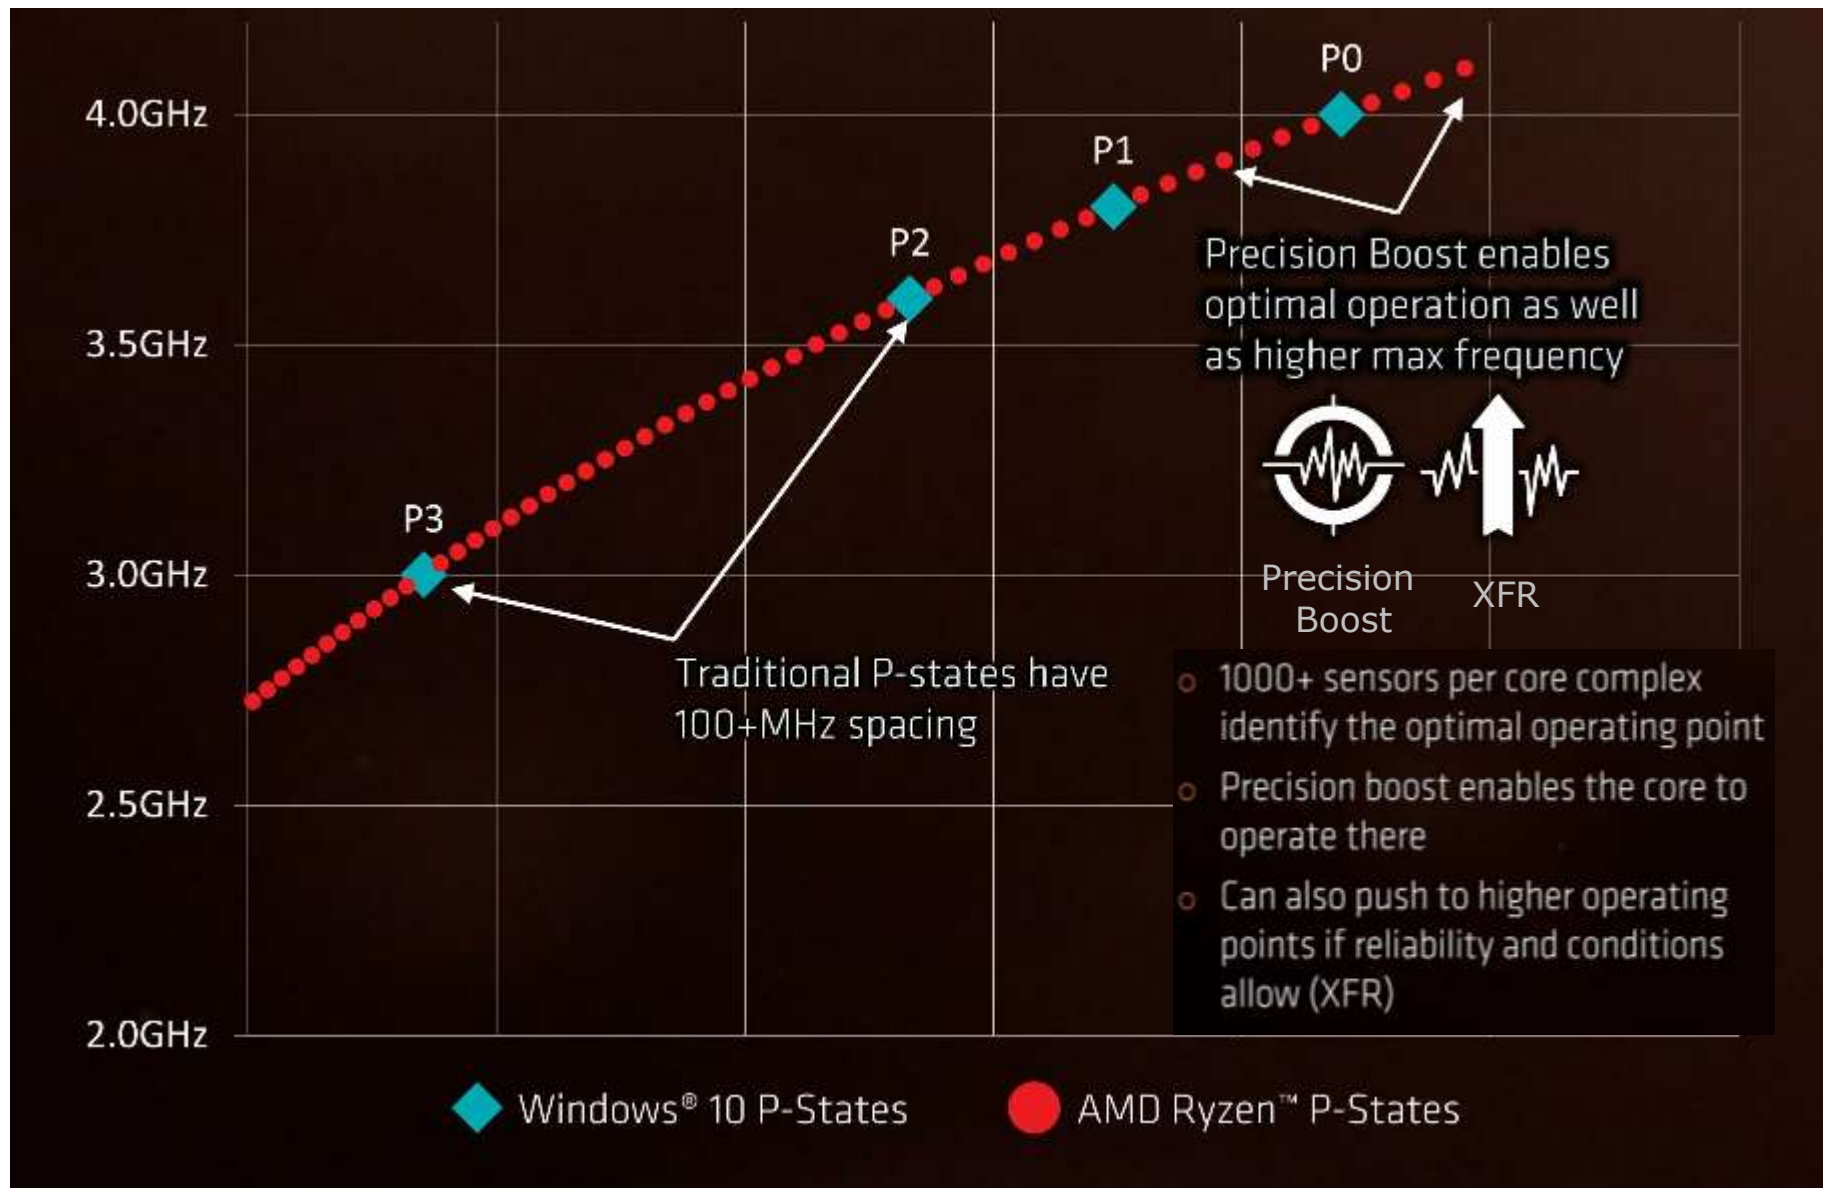 P0
4.0GHz
P1
P2
Precision Boost enables
optimal operation as well
as higher max frequency
3.5GHz
P3
3.0GHz
Precision
Boost
XFR
Traditional P-states have
100+MHz spacing
1000+ sensors per core complex
identify the optimal operating point
Precision boost enables the core to
operate there
Can also push to higher operating
points if reliability and conditions
allow (XFR)
2.5GHz
2.0GHz
Windows® 10 P-States
AMD Ryzen™ P-States